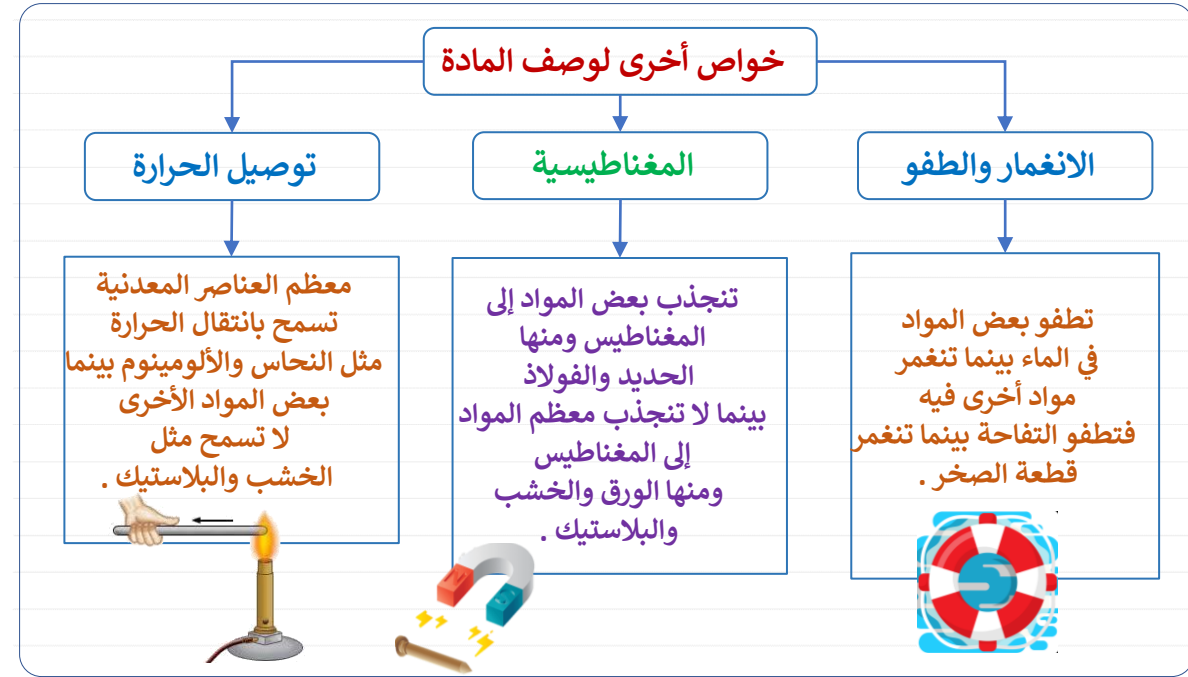 خواص أخرى لوصف المادة
الانغمار والطفو
المغناطيسية
توصيل الحرارة
تطفو بعض المواد
في الماء بينما تنغمر
مواد أخرى فيه
فتطفو التفاحة بينما تنغمر
قطعة الصخر .
تنجذب بعض المواد إلى
المغناطيس ومنها
الحديد والفولاذ
بينما لا تنجذب معظم المواد
إلى المغناطيس
ومنها الورق والخشب
والبلاستيك .
معظم العناصر المعدنية
تسمح بانتقال الحرارة
مثل النحاس والألومينوم بينما
بعض المواد الأخرى
لا تسمح مثل
الخشب والبلاستيك .